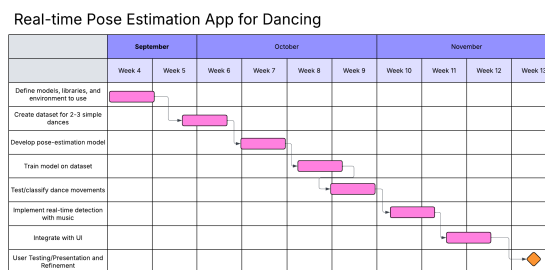 Real-time Pose Estimation App for Dancing
September
October
November
Week 4
Week 5
Week 6
Week 7
Week 8
Week 9
Week 10
Week 11
Week 12
Week 13
Define models, libraries, and
environment to use
Create dataset for 2-3 simple
dances
Develop pose-estimation model
Train model on dataset
Test/classify dance movements
Implement real-time detection
with music
Integrate with UI
User Testing/Presentation and
Refinement